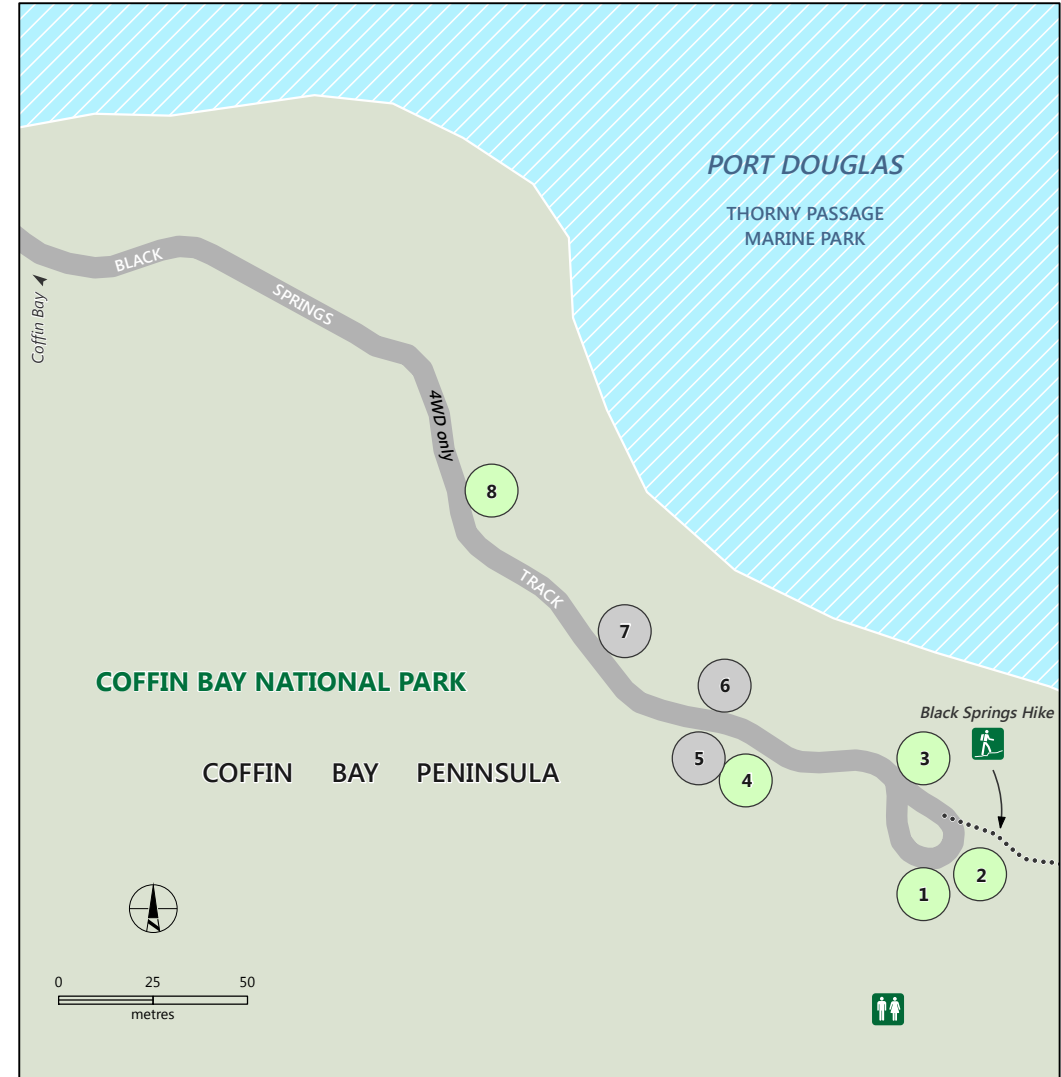 PORT DOUGLAS
THORNY PASSAGE
MARINE PARK
BLACK
SPRINGS
Coffin Bay
4WD only
8
TRACK
7
COFFIN BAY NATIONAL PARK
6
Black Springs Hike
5
4
3
COFFIN BAY PENINSULA
2
1
0 25 50
metres